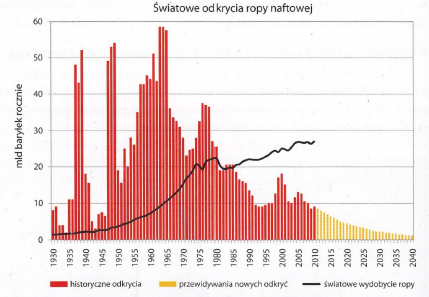 Światowe odkrycia ropy naftowej
mld baryłek rocznie
60
50
40
30
20
10
0
1930 1935 1940 1945 1950 1955 1960 1965 1970 1975 1980 1985 1990 1995 2000 2005 2010 2015 2020 2025 2030 2035 2040
historyczne odkrycia przewidywania nowych odkryć światowe wydobycie ropy